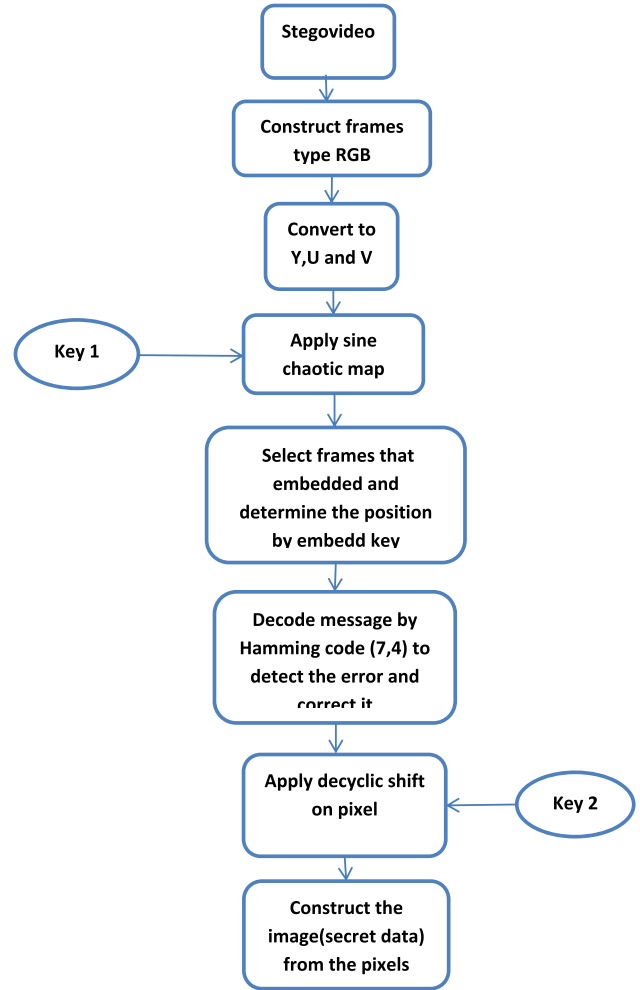 Stegovideo
Construct frames
type RGB
Convert to
Y,U and V
Key 1
Apply sine
chaotic map
Select frames that
embedded and
determine the position
by embedd key
Decode message by
Hamming code (7,4) to
detect the error and
correct it
Apply decyclic shift
on pixel
Key 2
Construct the
image(secret data)
from the pixels